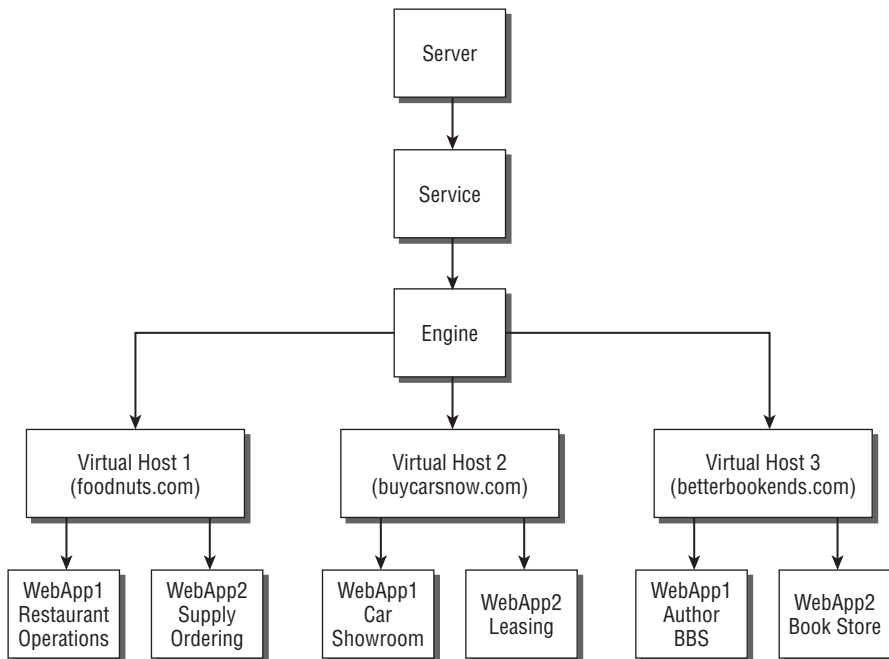 Server
Service
Engine
Virtual Host 1
(foodnuts.com)
Virtual Host 2
(buycarsnow.com)
Virtual Host 3
(betterbookends.com)
WebApp1
Restaurant
Operations
WebApp2
Supply
Ordering
WebApp1
Car
Showroom
WebApp2
Leasing
WebApp1
Author
BBS
WebApp2
Book Store